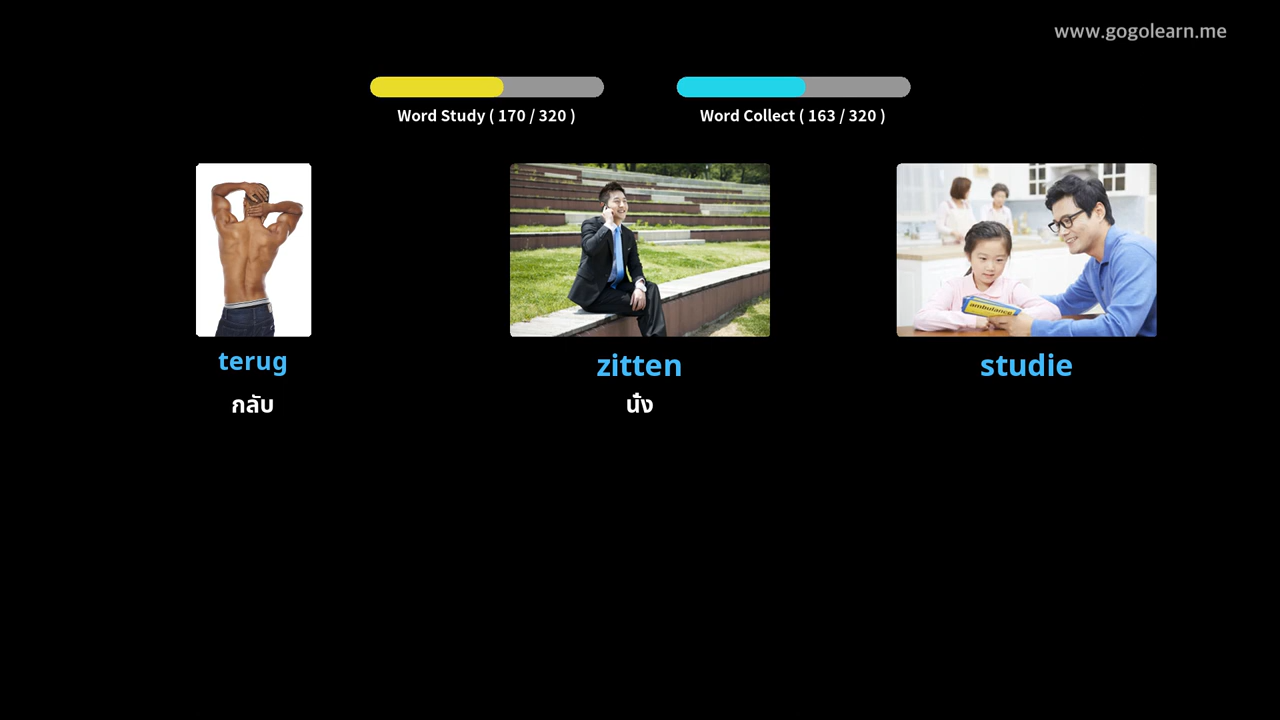 www.gogolearn.me
Word Study ( 170 / 320 )
Word Collect ( 163 / 320 )
terug
zitten
studie
กลับ
นั่ง
ambulance